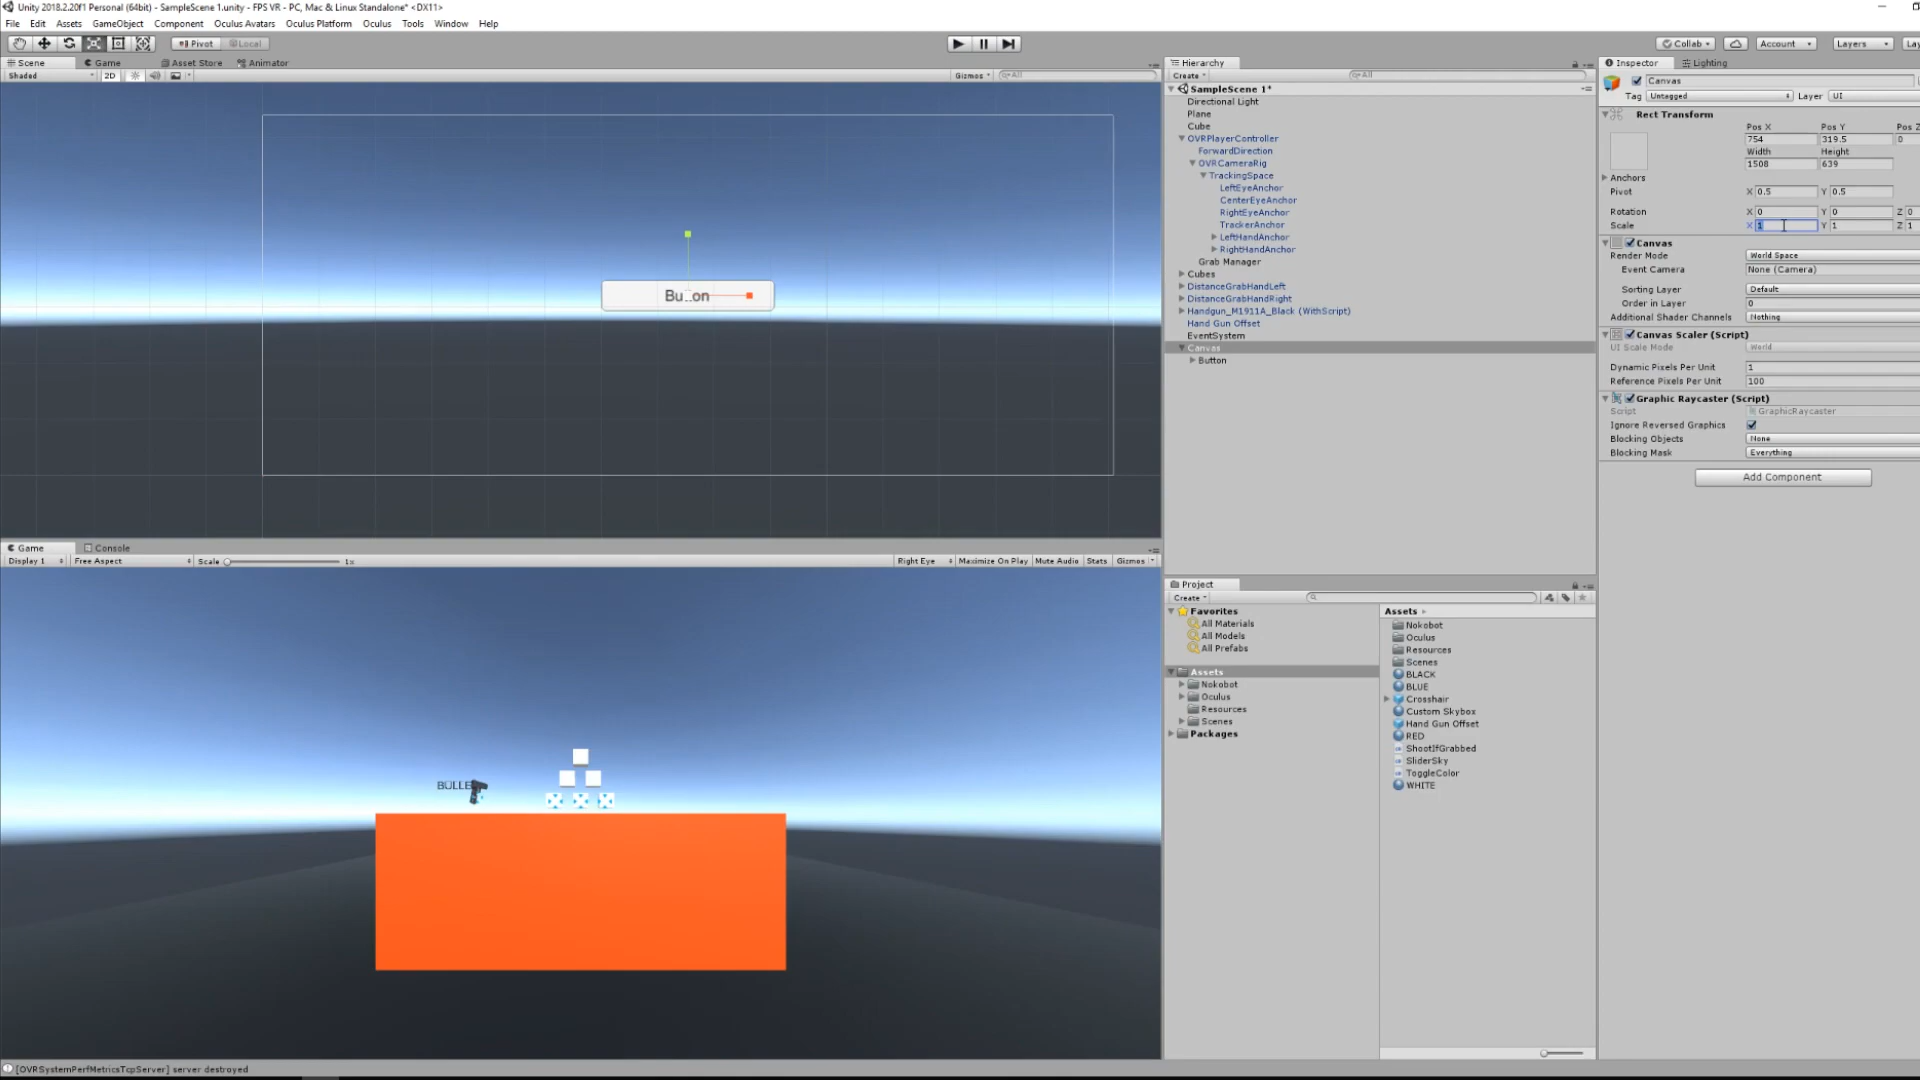 Unity 2018.2.20f1 Personal (64bit) - SampleScene 1.unity - FPS VR - PC, Mac & Linux Standalone* <DX11>
File Edit Assets GameObject Component Oculus Avatars Oculus Platform Oculus Tools Window Help
Pivot Local Collab Account Layers Lay
Scene Game Asset Store Animator
Shaded 2D Gizmos All
Button
Game Console
Display 1 Free Aspect Scale 1x Right Eye Maximize On Play Mute Audio Stats Gizmos
[OVRSystemPerfMetricsTcpServer] server destroyed
Hierarchy
Create All
SampleScene 1*
Directional Light
Plane
Cube
OVRPlayerController
ForwardDirection
OVRCameraRig
TrackingSpace
LeftEyeAnchor
CenterEyeAnchor
RightEyeAnchor
TrackerAnchor
LeftHandAnchor
RightHandAnchor
Grab Manager
Cubes
DistanceGrabHandLeft
DistanceGrabHandRight
Handgun_M1911A_Black (WithScript)
Hand Gun Offset
EventSystem
Canvas
Button
Project
Create
Favorites
All Materials
All Models
All Prefabs
Assets
Nokobot
Oculus
Resources
Scenes
Packages
Assets
Nokobot
Oculus
Resources
Scenes
BLACK
BLUE
Crosshair
Custom Skybox
Hand Gun Offset
RED
ShootIfGrabbed
SliderSky
ToggleColor
WHITE
Inspector Lighting
Canvas
Tag Untagged Layer UI
Rect Transform
Pos X Pos Y Pos Z
754 319.5 0
Width Height
1508 639
Anchors
Pivot X 0.5 Y 0.5
Rotation X 0 Y 0 Z 0
Scale X 1 Y 1 Z 1
Canvas
Render Mode World Space
Event Camera None (Camera)
Sorting Layer Default
Order in Layer 0
Additional Shader Channels Nothing
Canvas Scaler (Script)
UI Scale Mode World
Dynamic Pixels Per Unit 1
Reference Pixels Per Unit 100
Graphic Raycaster (Script)
Script GraphicRaycaster
Ignore Reversed Graphics
Blocking Objects None
Blocking Mask Everything
Add Component